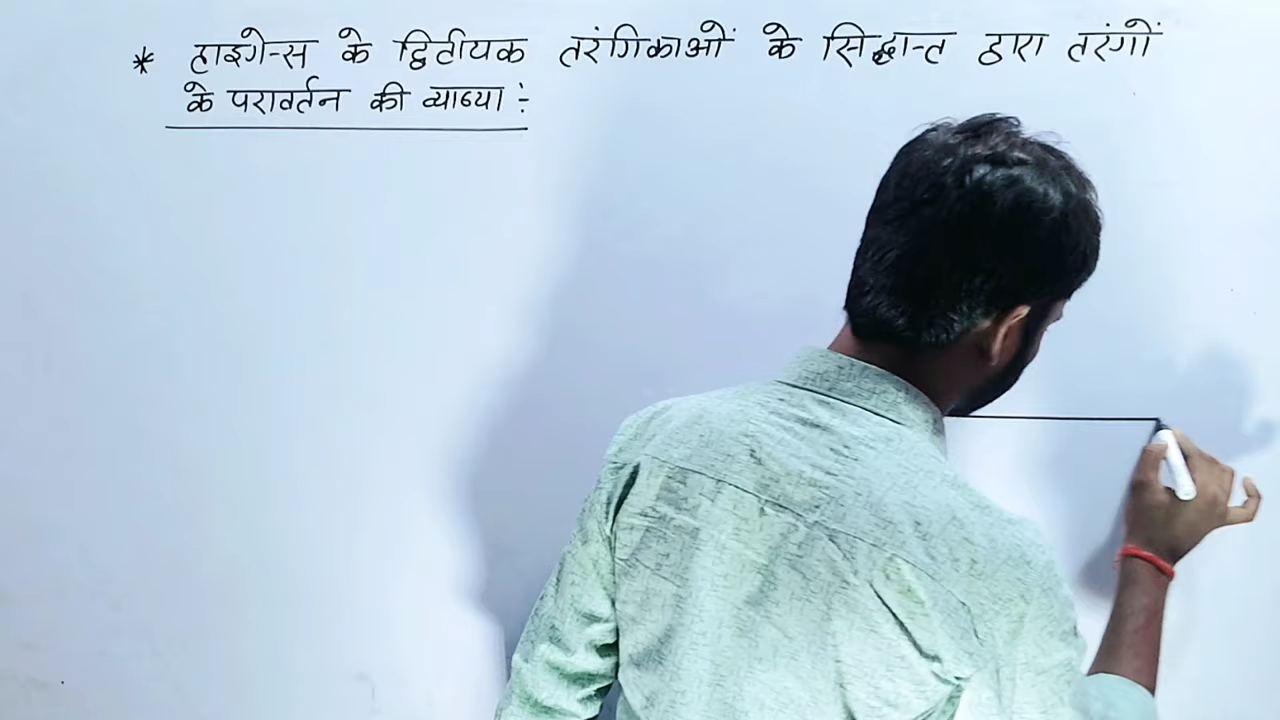 * हाइगेन्स के द्वितीयक तरंगिकाओं के सिद्धान्त द्वारा तरंगों
के परावर्तन की व्याख्या :-